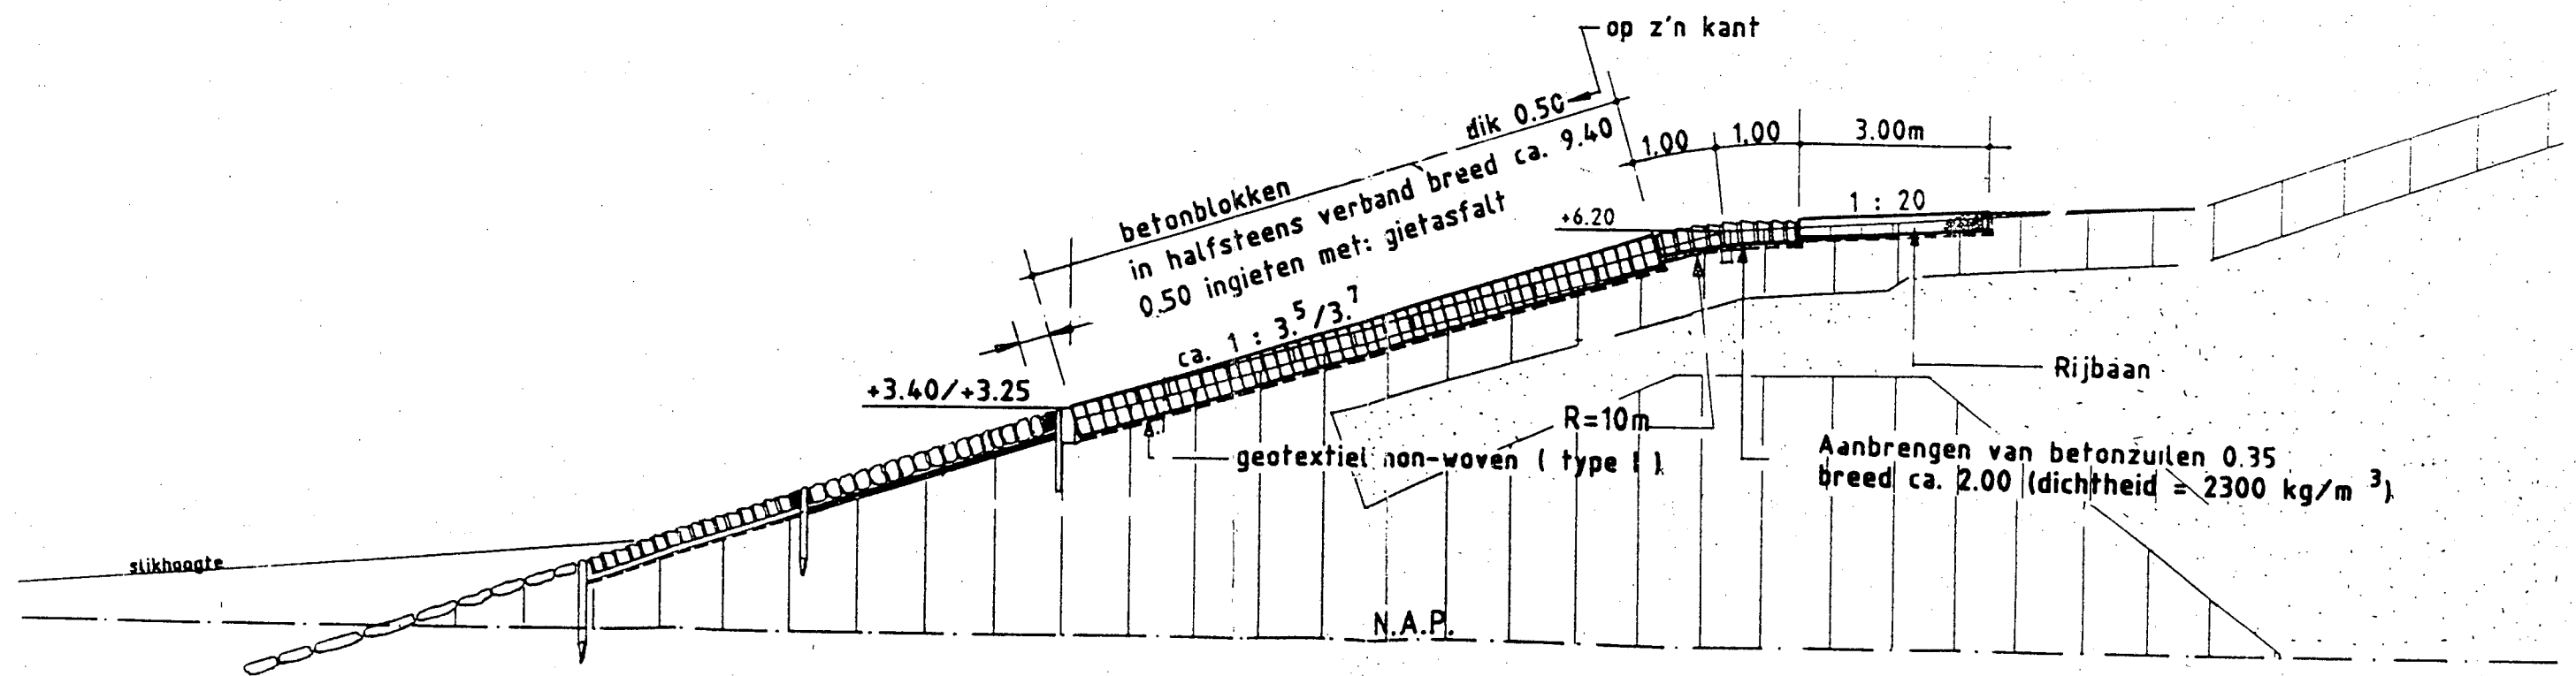 op z'n kant
dik 0.50
betonblokken
in halfsteens verband breed ca. 9.40
0.50 ingieten met: gietasfalt
ca. 1 : 3.5/3.7
1.00
1.00
3.00m
1 : 20
+6.20
+3.40/+3.25
Rijbaan
R=10m
geotextiel non-woven ( type I )
Aanbrengen van betonzuilen 0.35
breed ca. 2.00 (dichtheid = 2300 kg/m 3)
slikhoogte
N.A.P.